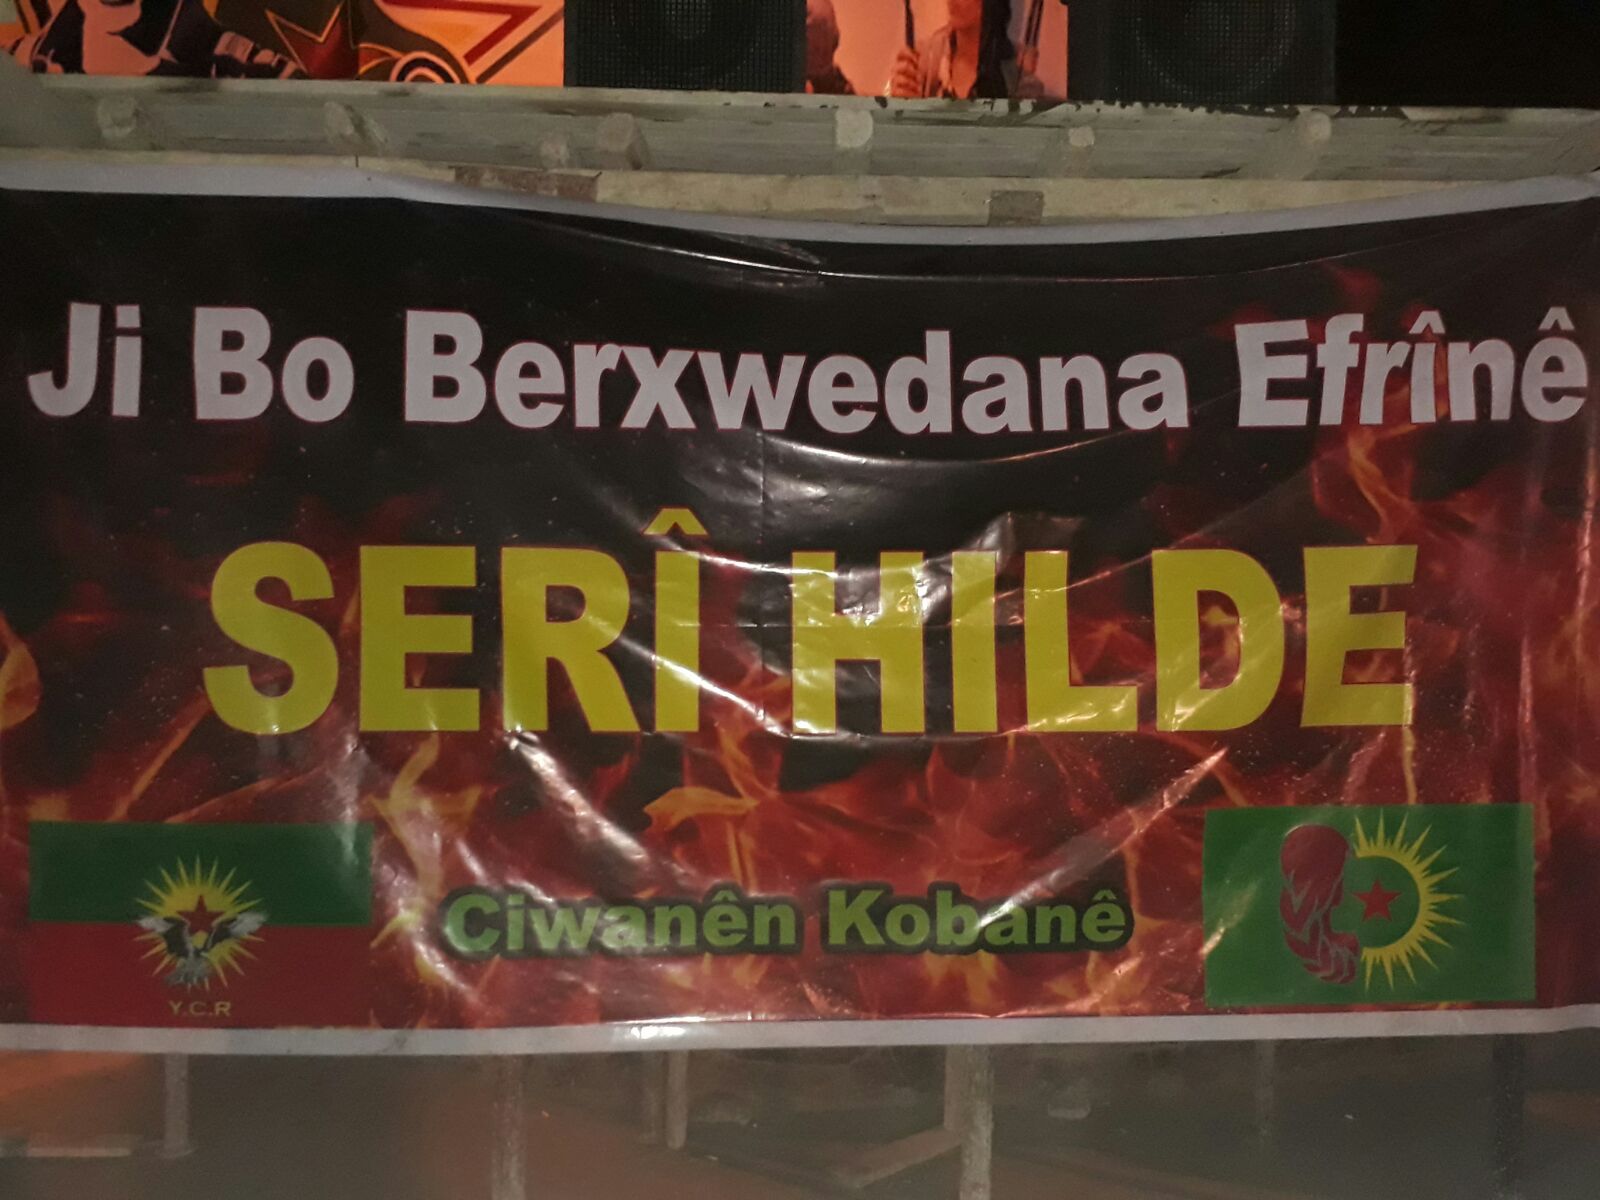 Ji Bo Berxwedana Efrînê
SERÎ HILDE
Ciwanên Kobanê
Y.C.R